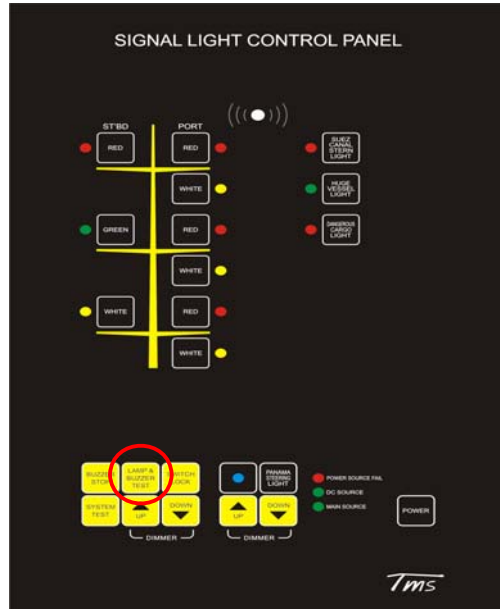 SIGNAL LIGHT CONTROL PANEL
ST'BD
PORT
RED
RED
SUEZ
CANAL
STERN
LIGHT
WHITE
HUGE
VESSEL
LIGHT
GREEN
RED
DANGEROUS
CARGO
LIGHT
WHITE
WHITE
RED
WHITE
BUZZER
STOP
LAMP &
BUZZER
TEST
SWITCH
LOCK
PANAMA
STEERING
LIGHT
POWER SOURCE FAIL
DC SOURCE
MAIN SOURCE
SYSTEM
TEST
UP
DOWN
UP
DOWN
POWER
DIMMER
DIMMER
Tms